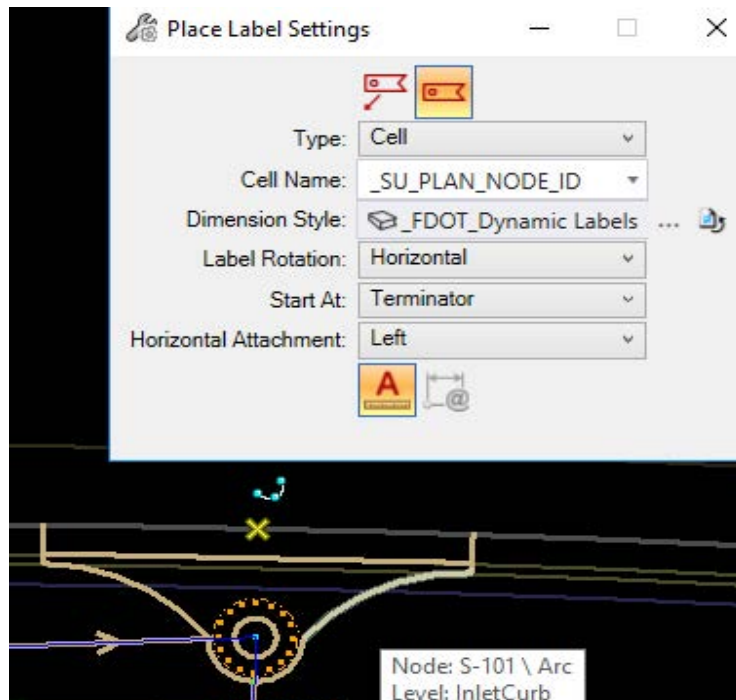 Place Label Settings
Type: Cell
Cell Name: _SU_PLAN_NODE_ID
Dimension Style: _FDOT_Dynamic Labels ...
Label Rotation: Horizontal
Start At: Terminator
Horizontal Attachment: Left
A @
Node: S-101 \ Arc
Level: InletCurb